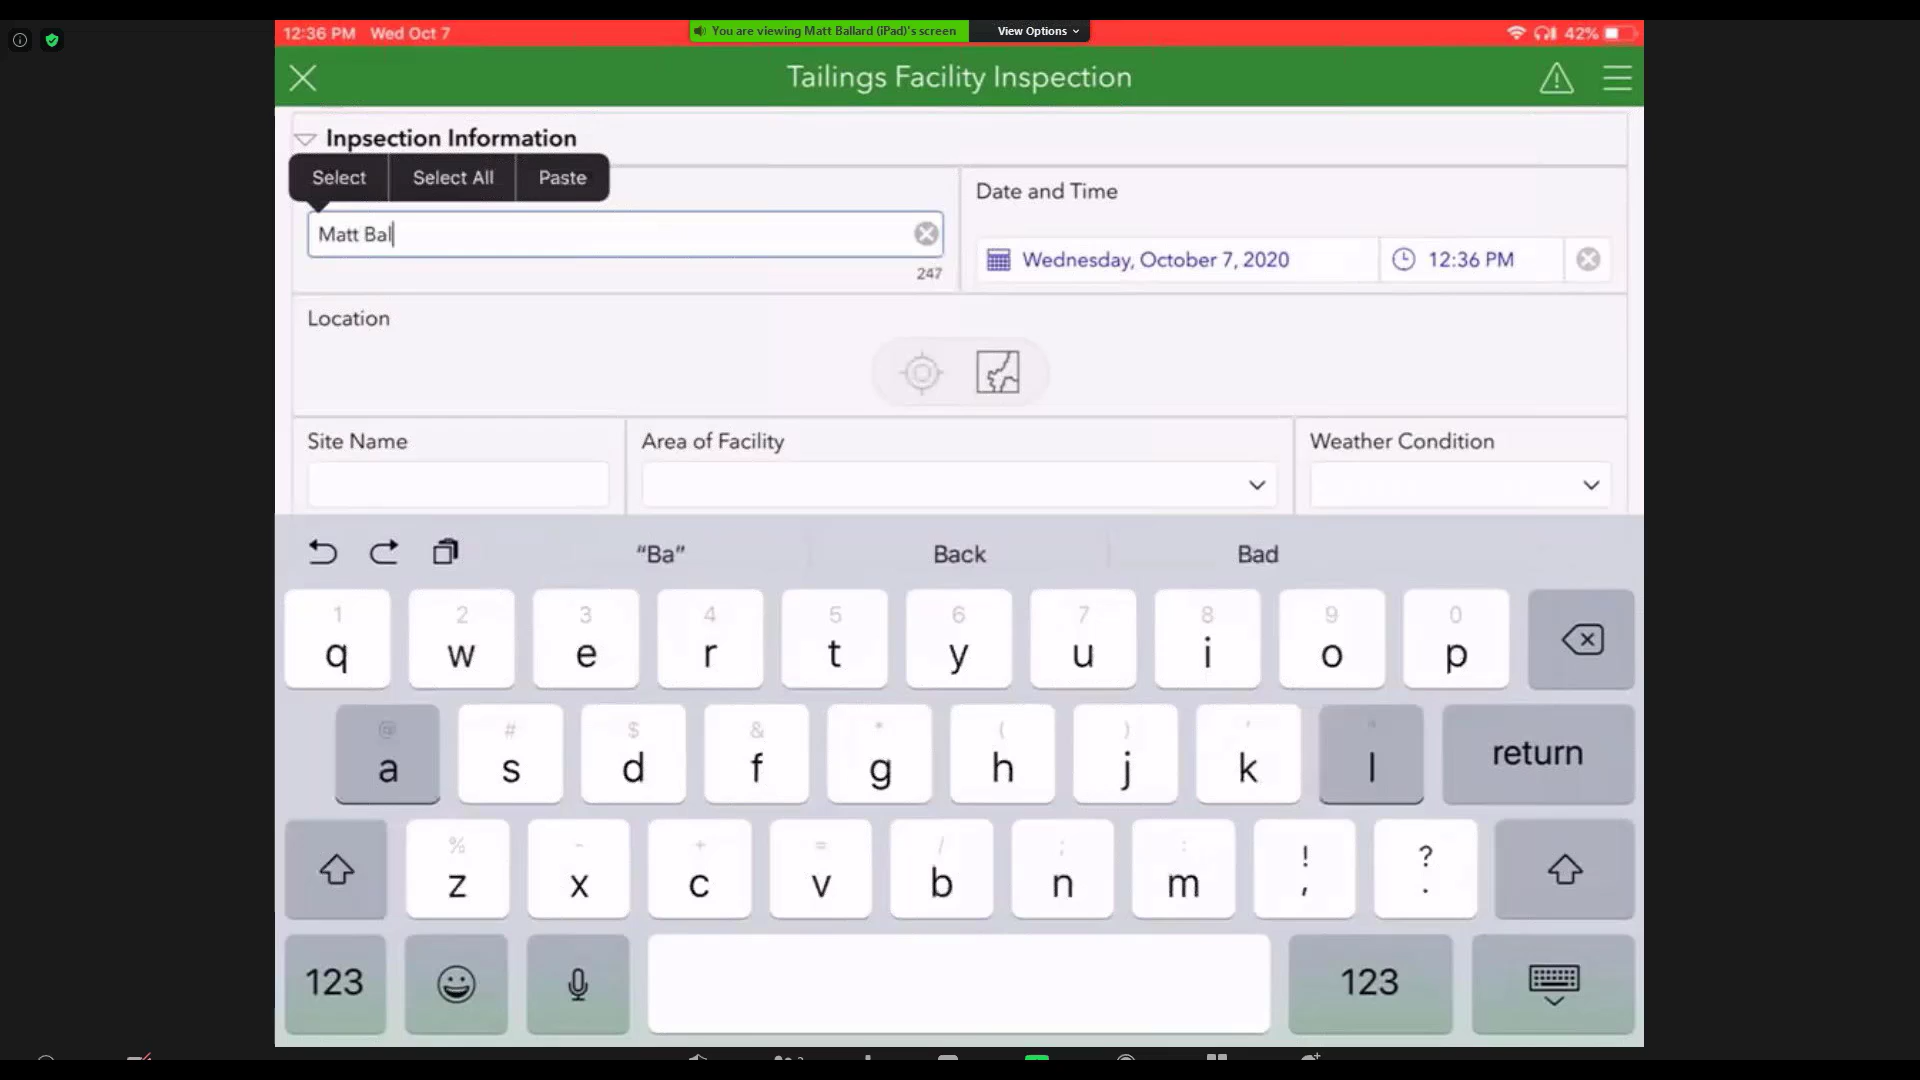 12:36 PM Wed Oct 7
You are viewing Matt Ballard (iPad)'s screen
View Options
42%
Tailings Facility Inspection
Inpsection Information
Select Select All Paste
Matt Bal
247
Date and Time
Wednesday, October 7, 2020 12:36 PM
Location
Site Name
Area of Facility
Weather Condition
"Ba" Back Bad
1 2 3 4 5 6 7 8 9 0
q w e r t y u i o p
@ # $ & * ( ) ' "
a s d f g h j k l return
% - + = / ; : ! ?
z x c v b n m , .
123 123